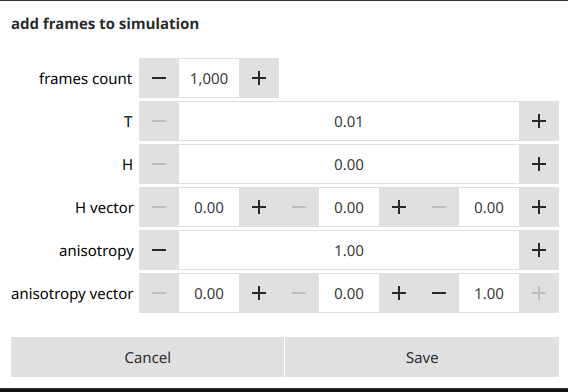 add frames to simulation
frames count − 1,000 +
T − 0.01 +
H − 0.00 +
H vector − 0.00 + − 0.00 + − 0.00 +
anisotropy − 1.00 +
anisotropy vector − 0.00 + − 0.00 + − 1.00 +
Cancel Save